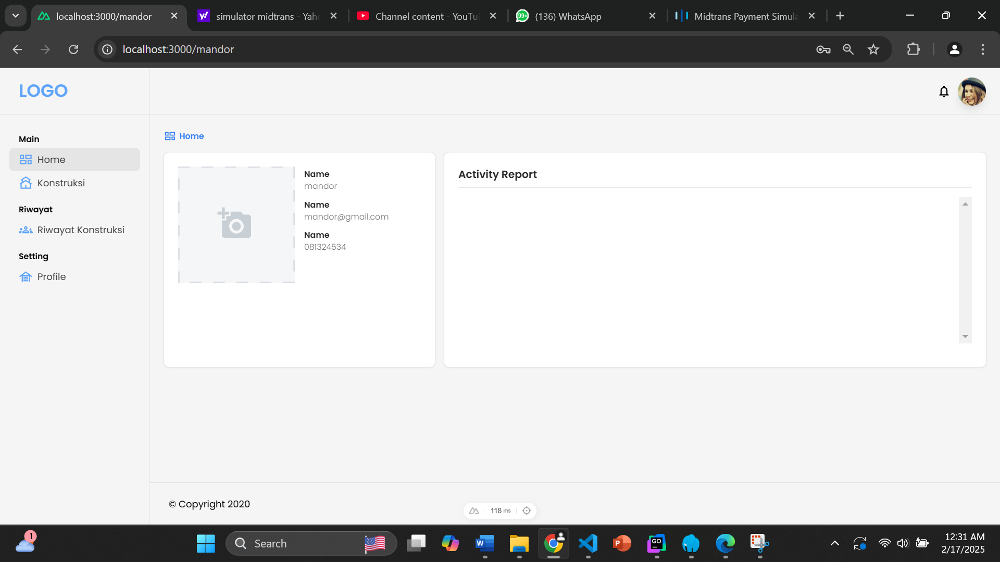 localhost:3000/mandor
simulator midtrans - Yah
Channel content - YouTu
(136) WhatsApp
Midtrans Payment Simula
localhost:3000/mandor
LOGO
Main
Home
Konstruksi
Riwayat
Riwayat Konstruksi
Setting
Profile
Home
Name
mandor
Name
mandor@gmail.com
Name
081324534
Activity Report
© Copyright 2020
118 ms
1
Search
12:31 AM
2/17/2025